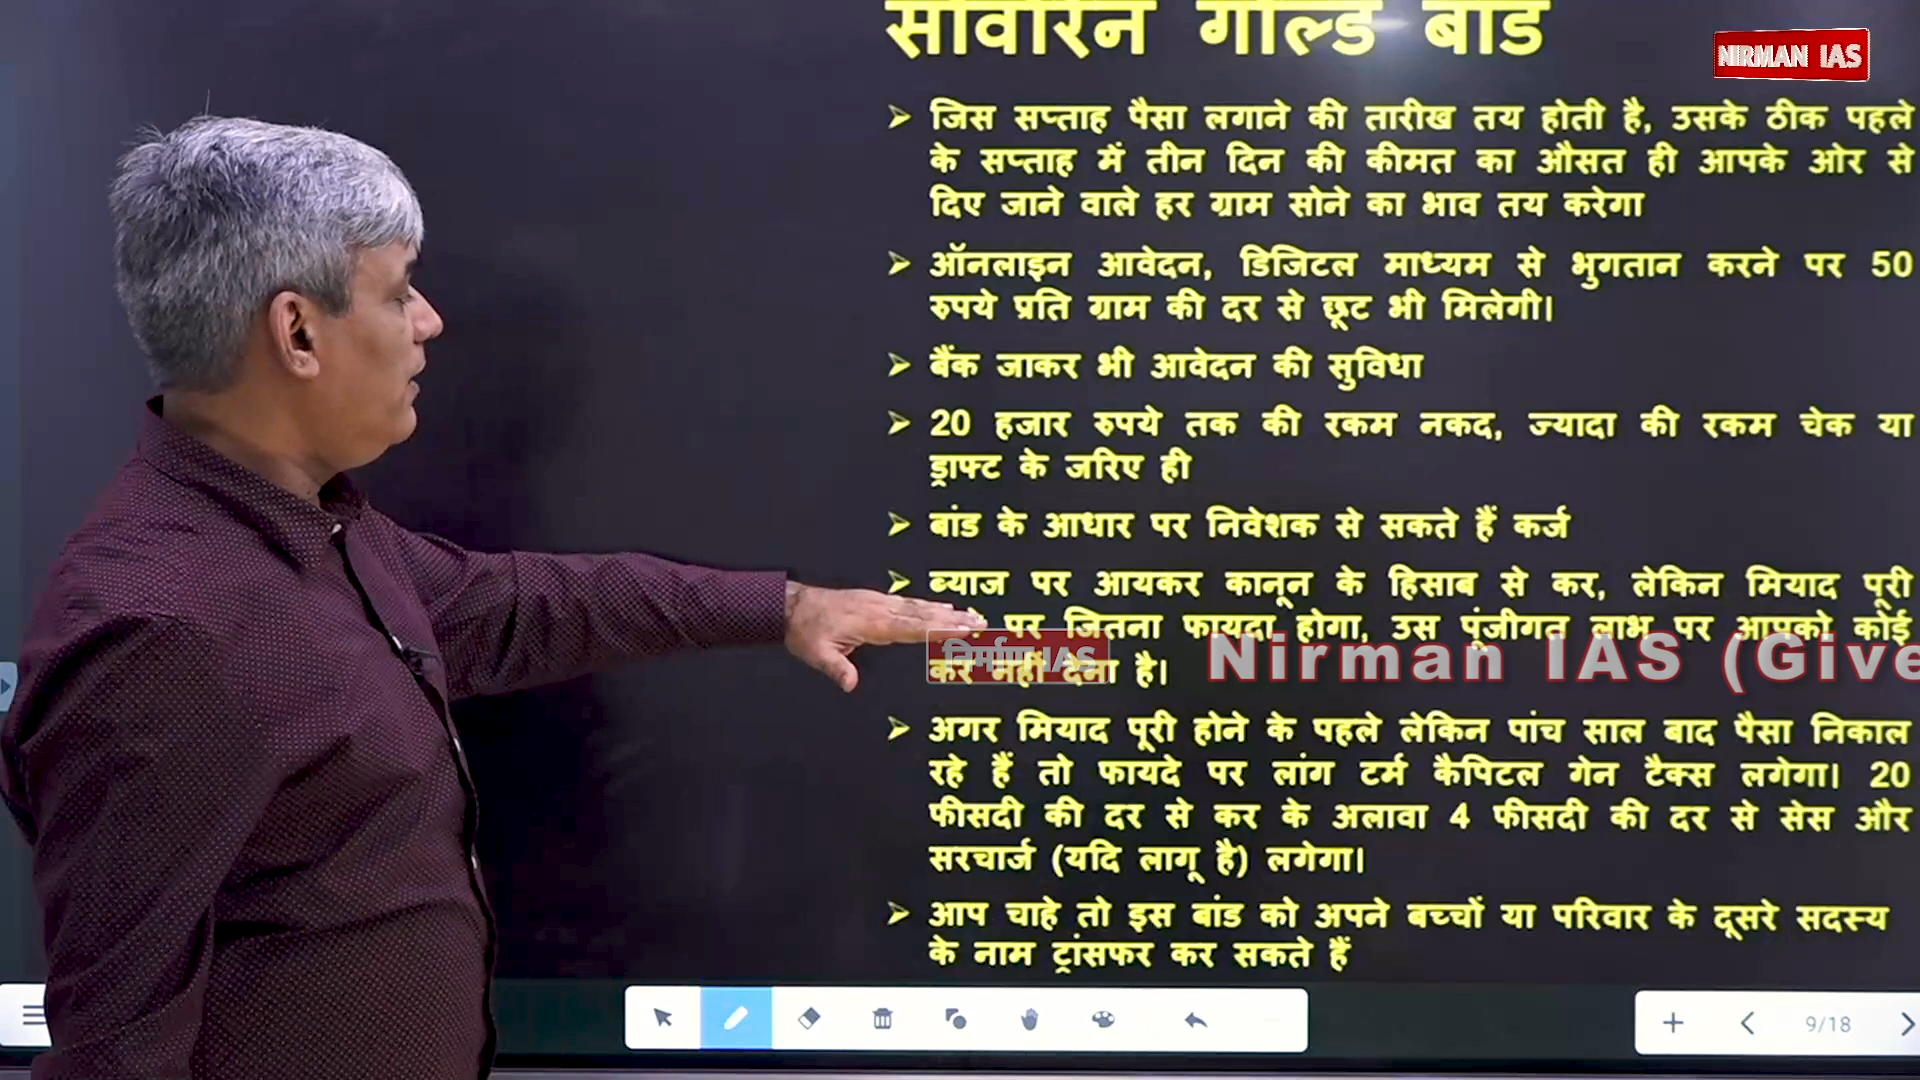 सॉवरिन गोल्ड बांड
NIRMAN IAS
➢ जिस सप्ताह पैसा लगाने की तारीख तय होती है, उसके ठीक पहले
के सप्ताह में तीन दिन की कीमत का औसत ही आपके ओर से
दिए जाने वाले हर ग्राम सोने का भाव तय करेगा
➢ ऑनलाइन आवेदन, डिजिटल माध्यम से भुगतान करने पर 50
रुपये प्रति ग्राम की दर से छूट भी मिलेगी।
➢ बैंक जाकर भी आवेदन की सुविधा
➢ 20 हजार रुपये तक की रकम नकद, ज्यादा की रकम चेक या
ड्राफ्ट के जरिए ही
➢ बांड के आधार पर निवेशक से सकते हैं कर्ज
➢ ब्याज पर आयकर कानून के हिसाब से कर, लेकिन मियाद पूरी
पर जितना फायदा होगा, उस पूंजीगत लाभ पर आपको कोई
कर नहीं देना है।
निर्माण IAS
Nirman IAS (Give
➢ अगर मियाद पूरी होने के पहले लेकिन पांच साल बाद पैसा निकाल
रहे हैं तो फायदे पर लांग टर्म कैपिटल गेन टैक्स लगेगा। 20
फीसदी की दर से कर के अलावा 4 फीसदी की दर से सेस और
सरचार्ज (यदि लागू है) लगेगा।
➢ आप चाहे तो इस बांड को अपने बच्चों या परिवार के दूसरे सदस्य
के नाम ट्रांसफर कर सकते हैं
9/18